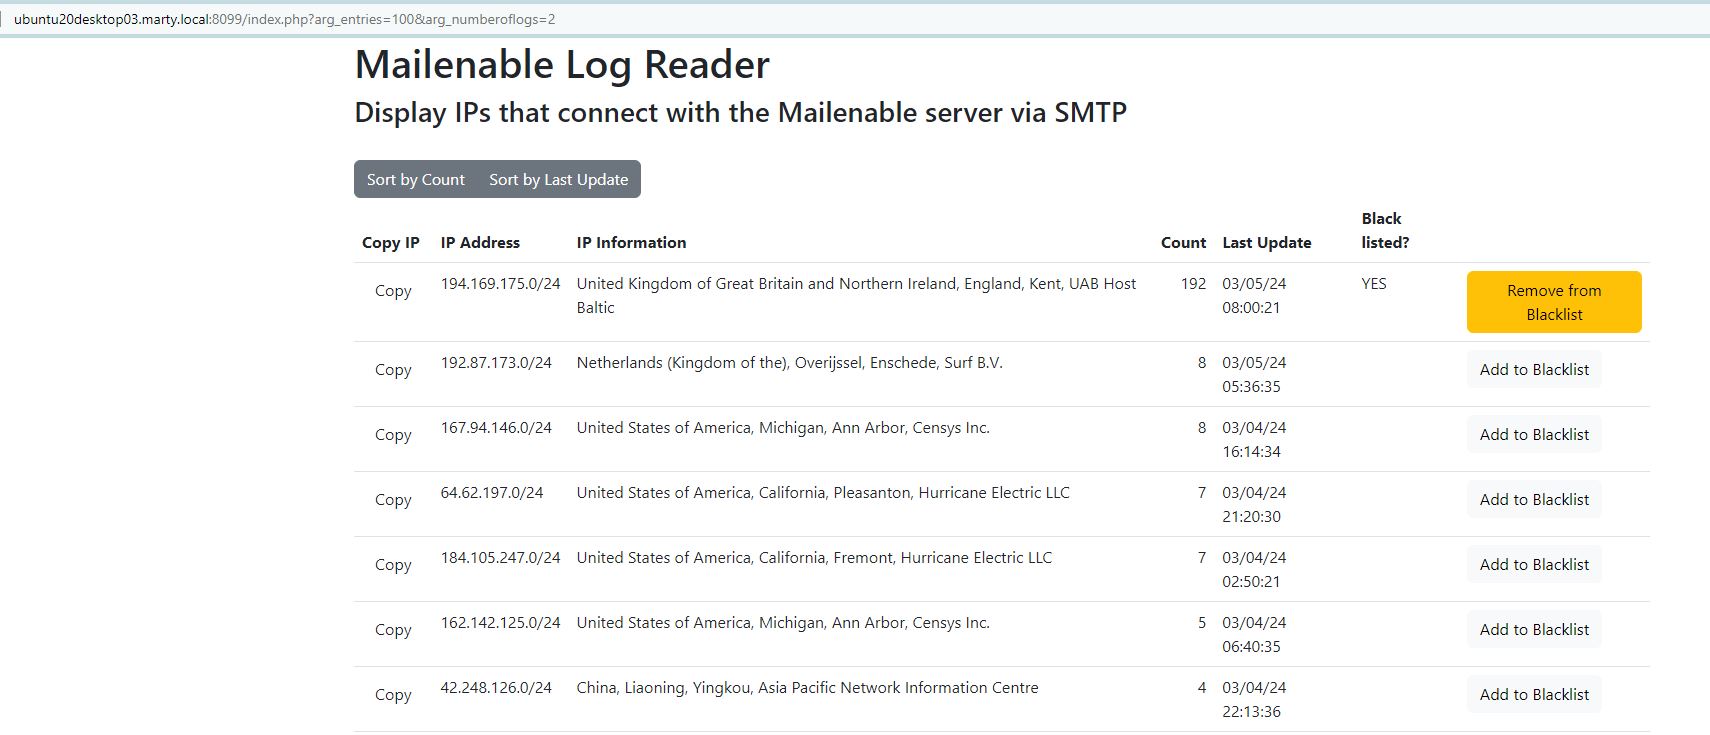 ubuntu20desktop03.marty.local:8099/index.php?arg_entries=100&arg_numberoflogs=2
Mailenable Log Reader
Display IPs that connect with the Mailenable server via SMTP
Sort by Count Sort by Last Update
Copy IP IP Address IP Information Count Last Update Black listed?
Copy 194.169.175.0/24 United Kingdom of Great Britain and Northern Ireland, England, Kent, UAB Host Baltic 192 03/05/24 08:00:21 YES Remove from Blacklist
Copy 192.87.173.0/24 Netherlands (Kingdom of the), Overijssel, Enschede, Surf B.V. 8 03/05/24 05:36:35 Add to Blacklist
Copy 167.94.146.0/24 United States of America, Michigan, Ann Arbor, Censys Inc. 8 03/04/24 16:14:34 Add to Blacklist
Copy 64.62.197.0/24 United States of America, California, Pleasanton, Hurricane Electric LLC 7 03/04/24 21:20:30 Add to Blacklist
Copy 184.105.247.0/24 United States of America, California, Fremont, Hurricane Electric LLC 7 03/04/24 02:50:21 Add to Blacklist
Copy 162.142.125.0/24 United States of America, Michigan, Ann Arbor, Censys Inc. 5 03/04/24 06:40:35 Add to Blacklist
Copy 42.248.126.0/24 China, Liaoning, Yingkou, Asia Pacific Network Information Centre 4 03/04/24 22:13:36 Add to Blacklist